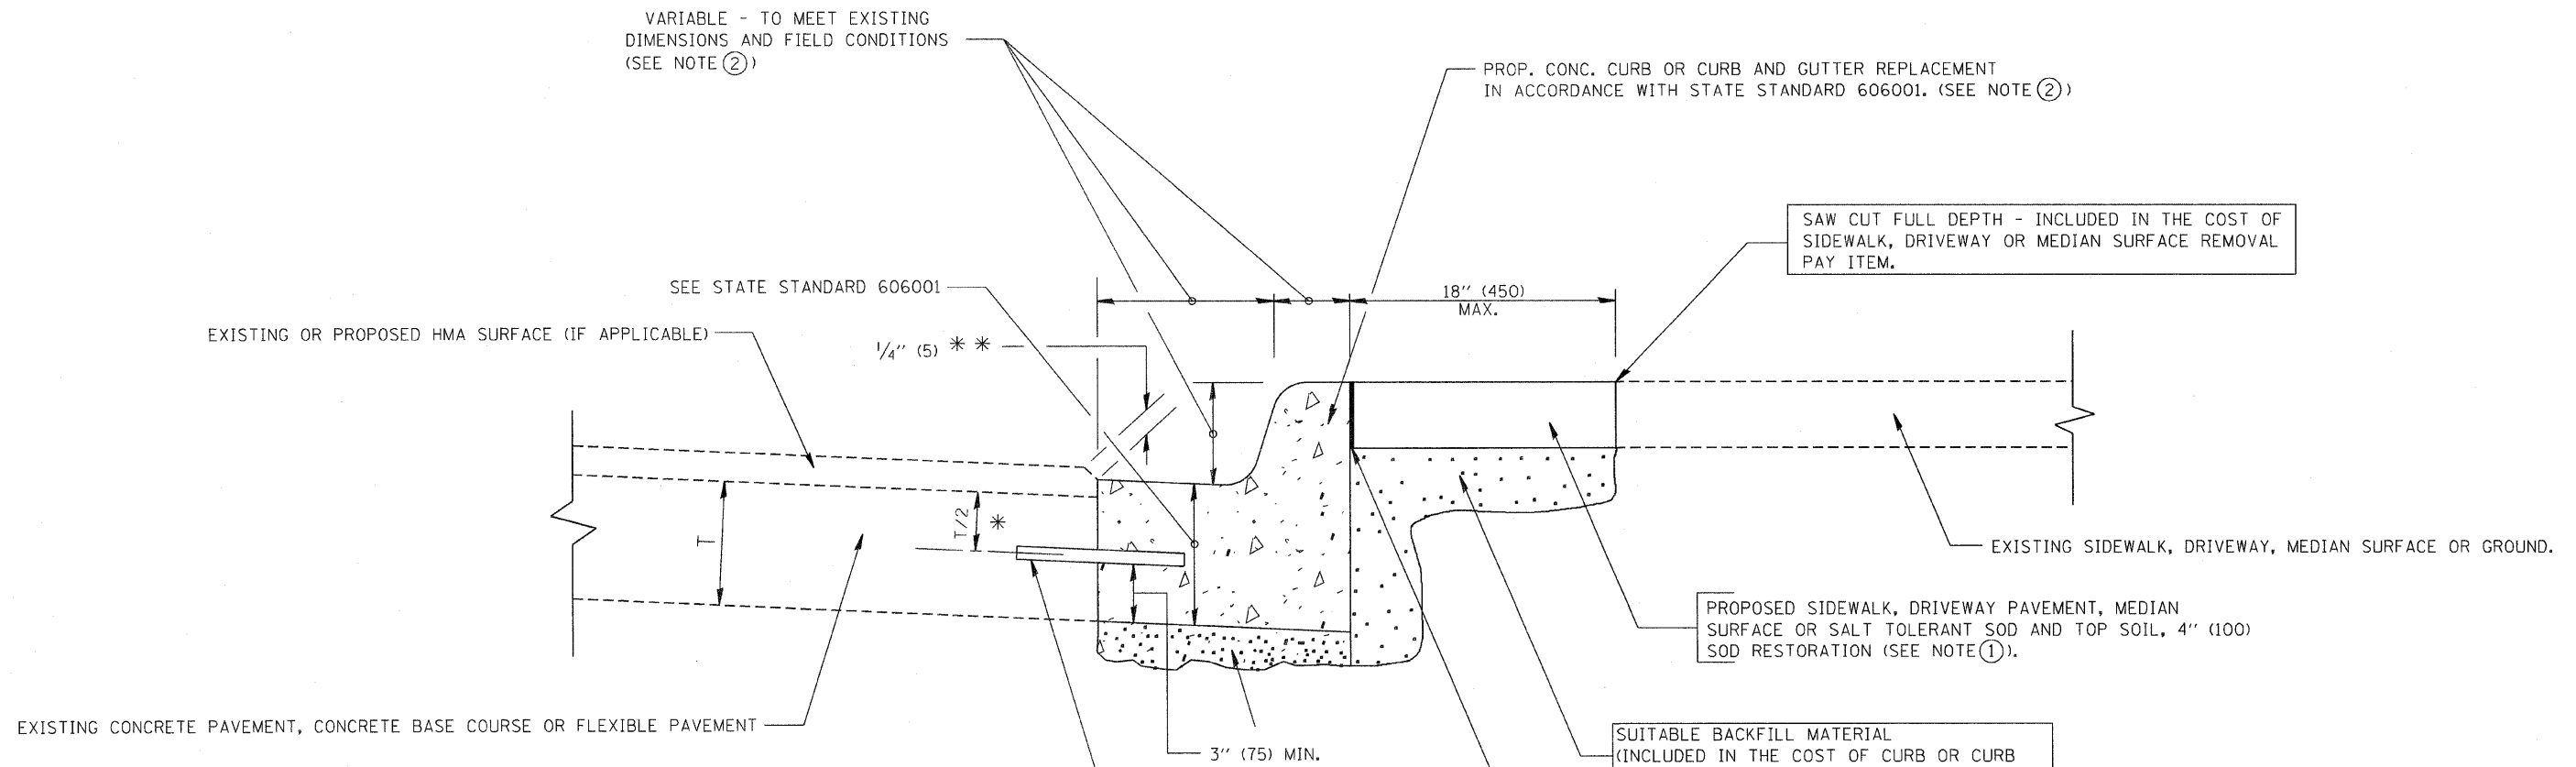 VARIABLE - TO MEET EXISTING
DIMENSIONS AND FIELD CONDITIONS
(SEE NOTE ②)
PROP. CONC. CURB OR CURB AND GUTTER REPLACEMENT
IN ACCORDANCE WITH STATE STANDARD 606001. (SEE NOTE ②)
SAW CUT FULL DEPTH - INCLUDED IN THE COST OF
SIDEWALK, DRIVEWAY OR MEDIAN SURFACE REMOVAL
PAY ITEM.
SEE STATE STANDARD 606001
18" (450)
MAX.
EXISTING OR PROPOSED HMA SURFACE (IF APPLICABLE)
1/4" (5) * *
T
T/2 *
EXISTING SIDEWALK, DRIVEWAY, MEDIAN SURFACE OR GROUND.
PROPOSED SIDEWALK, DRIVEWAY PAVEMENT, MEDIAN
SURFACE OR SALT TOLERANT SOD AND TOP SOIL, 4" (100)
SOD RESTORATION (SEE NOTE ①).
EXISTING CONCRETE PAVEMENT, CONCRETE BASE COURSE OR FLEXIBLE PAVEMENT
3" (75) MIN.
SUITABLE BACKFILL MATERIAL
(INCLUDED IN THE COST OF CURB OR CURB